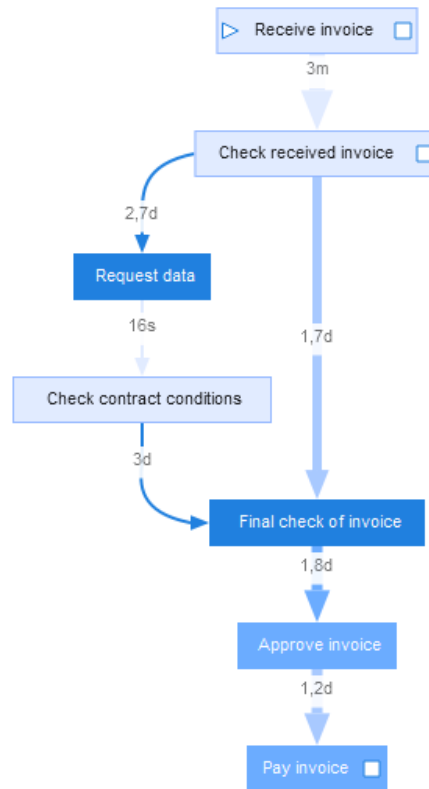 Receive invoice
3m
Check received invoice
2,7d
Request data
16s
1,7d
Check contract conditions
3d
Final check of invoice
1,8d
Approve invoice
1,2d
Pay invoice